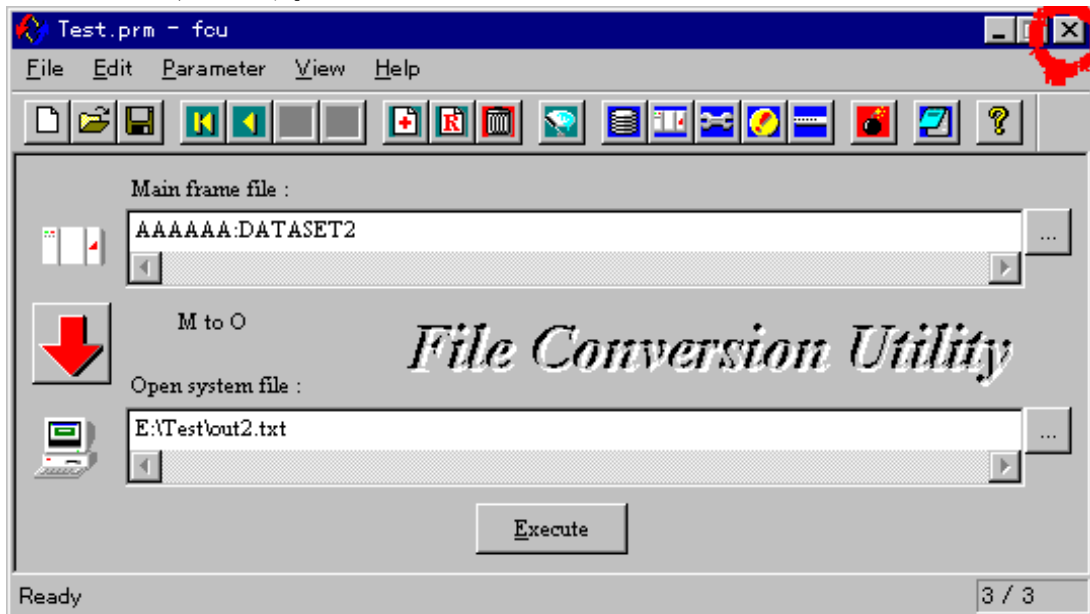 Test.prm - fcu
File Edit Parameter View Help
R
?
Main frame file :
AAAAAA:DATASET2
...
M to O
File Conversion Utility
Open system file :
E:\Test\out2.txt
...
Execute
Ready
3 / 3